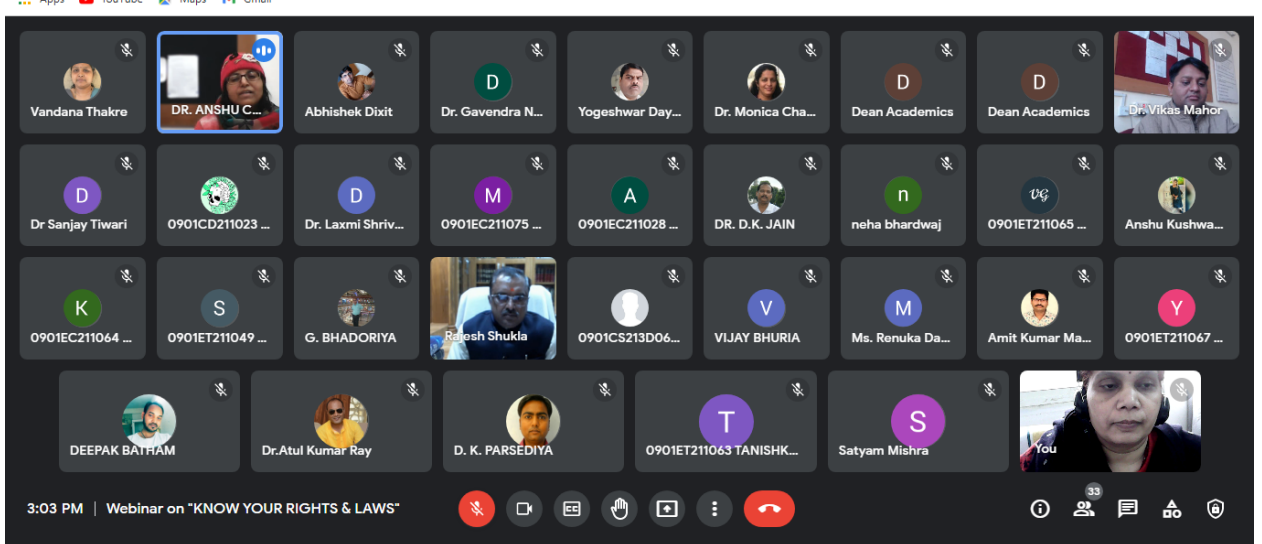 Apps YouTube Maps Gmail
Vandana Thakre
DR. ANSHU C...
Abhishek Dixit
D
Dr. Gavendra N...
Yogeshwar Day...
Dr. Monica Cha...
D
Dean Academics
D
Dean Academics
Dr. Vikas Mahor
D
Dr Sanjay Tiwari
0901CD211023 ...
D
Dr. Laxmi Shriv...
M
0901EC211075 ...
A
0901EC211028 ...
DR. D.K. JAIN
n
neha bhardwaj
VG
0901ET211065 ...
Anshu Kushwa...
K
0901EC211064 ...
S
0901ET211049 ...
G. BHADORIYA
Rajesh Shukla
0901CS213D06...
V
VIJAY BHURIA
M
Ms. Renuka Da...
Amit Kumar Ma...
Y
0901ET211067 ...
DEEPAK BATHAM
Dr.Atul Kumar Ray
D. K. PARSEDIYA
T
0901ET211063 TANISHK...
S
Satyam Mishra
You
3:03 PM | Webinar on "KNOW YOUR RIGHTS & LAWS"
CC
33